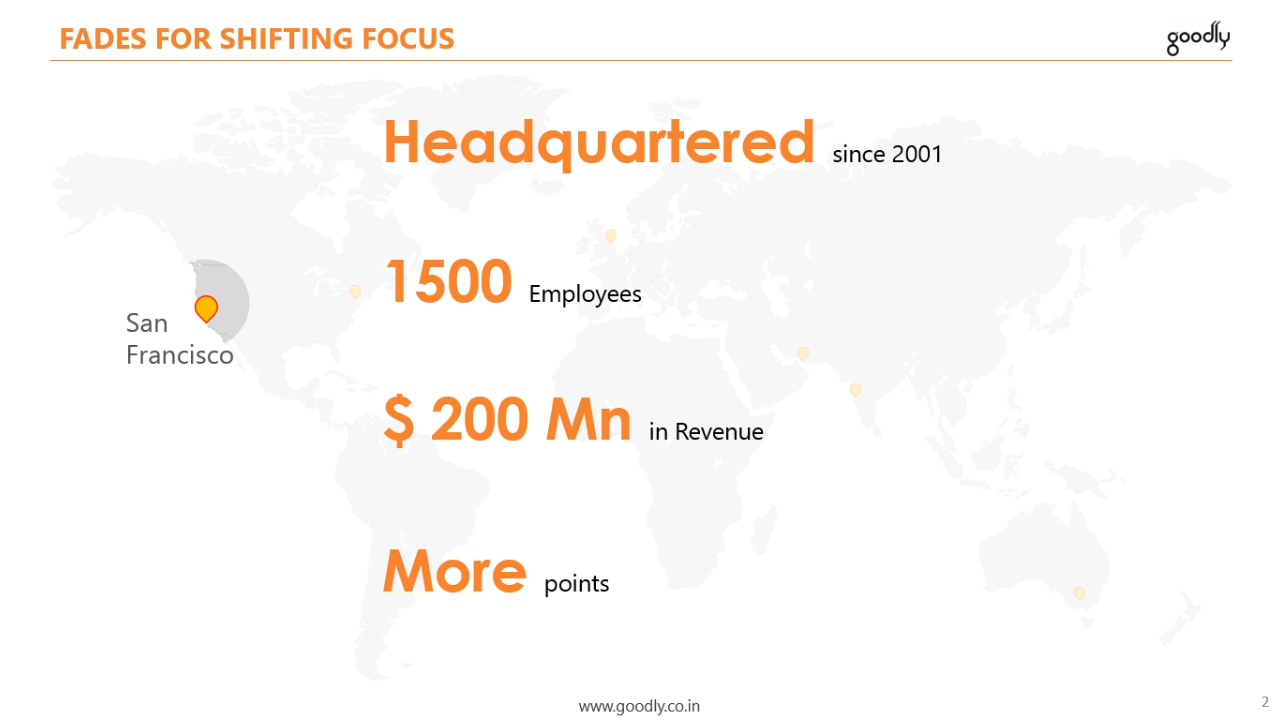 FADES FOR SHIFTING FOCUS
goodly
Headquartered since 2001
1500 Employees
San
Francisco
$ 200 Mn in Revenue
More points
www.goodly.co.in
2